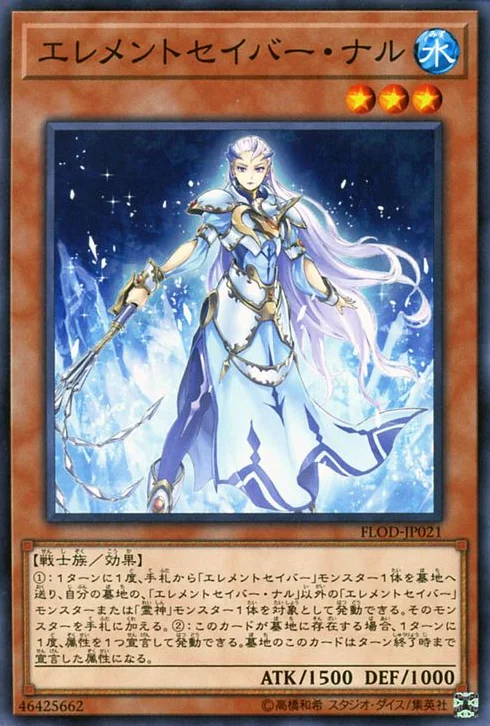 エレメントセイバー・ナル
水
FLOD-JP021
【戦士族／効果】
①：1ターンに1度、手札から「エレメントセイバー」モンスター1体を墓地へ
送り、自分の墓地の、「エレメントセイバー・ナル」以外の「エレメントセイバー」
モンスターまたは「霊神」モンスター1体を対象として発動できる。そのモン
スターを手札に加える。②：このカードが墓地に存在する場合、1ターンに
1度、属性を1つ宣言して発動できる。墓地のこのカードはターン終了時まで
宣言した属性になる。
ATK/1500 DEF/1000
46425662
©高橋和希 スタジオ・ダイス/集英社